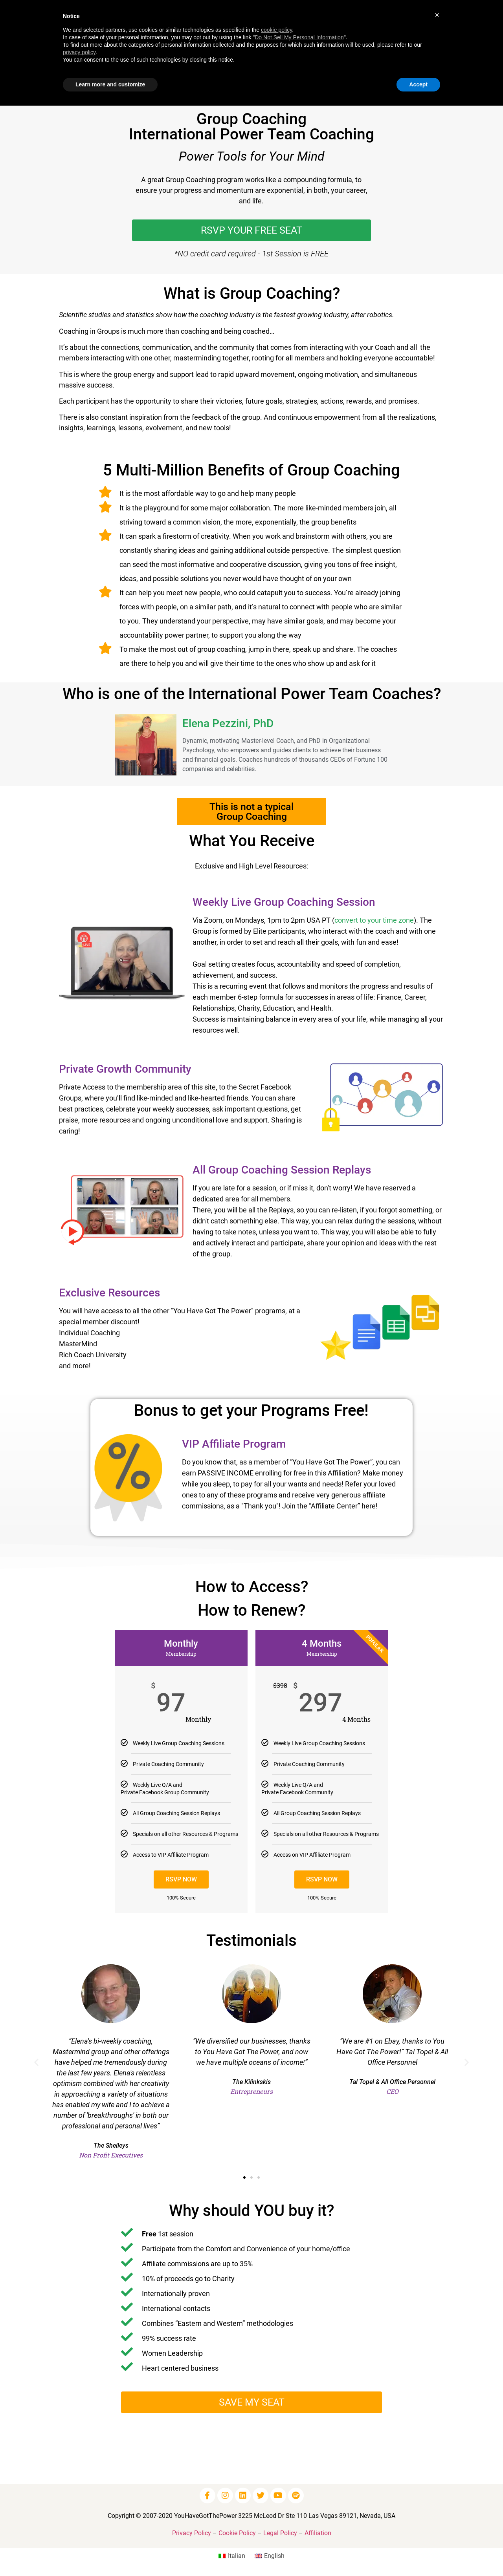 Notice
×
We and selected partners, use cookies or similar technologies as specified in the cookie policy.
In case of sale of your personal information, you may opt out by using the link "Do Not Sell My Personal Information".
To find out more about the categories of personal information collected and the purposes for which such information will be used, please refer to our
privacy policy.
You can consent to the use of such technologies by closing this notice.
Learn more and customize
Accept
Group Coaching
International Power Team Coaching
Power Tools for Your Mind
A great Group Coaching program works like a compounding formula, to
ensure your progress and momentum are exponential, in both, your career,
and life.
RSVP YOUR FREE SEAT
*NO credit card required - 1st Session is FREE
What is Group Coaching?
Scientific studies and statistics show how the coaching industry is the fastest growing industry, after robotics.
Coaching in Groups is much more than coaching and being coached…
It's about the connections, communication, and the community that comes from interacting with your Coach and all the
members interacting with one other, masterminding together, rooting for all members and holding everyone accountable!
This is where the group energy and support lead to rapid upward movement, ongoing motivation, and simultaneous
massive success.
Each participant has the opportunity to share their victories, future goals, strategies, actions, rewards, and promises.
There is also constant inspiration from the feedback of the group. And continuous empowerment from all the realizations,
insights, learnings, lessons, evolvement, and new tools!
5 Multi-Million Benefits of Group Coaching
It is the most affordable way to go and help many people
It is the playground for some major collaboration. The more like-minded members join, all
striving toward a common vision, the more, exponentially, the group benefits
It can spark a firestorm of creativity. When you work and brainstorm with others, you are
constantly sharing ideas and gaining additional outside perspective. The simplest question
can seed the most informative and cooperative discussion, giving you tons of free insight,
ideas, and possible solutions you never would have thought of on your own
It can help you meet new people, who could catapult you to success. You're already joining
forces with people, on a similar path, and it's natural to connect with people who are similar
to you. They understand your perspective, may have similar goals, and may become your
accountability power partner, to support you along the way
To make the most out of group coaching, jump in there, speak up and share. The coaches
are there to help you and will give their time to the ones who show up and ask for it
Who is one of the International Power Team Coaches?
Elena Pezzini, PhD
Dynamic, motivating Master-level Coach, and PhD in Organizational
Psychology, who empowers and guides clients to achieve their business
and financial goals. Coaches hundreds of thousands CEOs of Fortune 100
companies and celebrities.
This is not a typical
Group Coaching
What You Receive
Exclusive and High Level Resources:
Weekly Live Group Coaching Session
Via Zoom, on Mondays, 1pm to 2pm USA PT (convert to your time zone). The
Group is formed by Elite participants, who interact with the coach and with one
another, in order to set and reach all their goals, with fun and ease!
Goal setting creates focus, accountability and speed of completion,
achievement, and success.
This is a recurring event that follows and monitors the progress and results of
each member 6-step formula for successes in areas of life: Finance, Career,
Relationships, Charity, Education, and Health.
Success is maintaining balance in every area of your life, while managing all your
resources well.
Private Growth Community
Private Access to the membership area of this site, to the Secret Facebook
Groups, where you'll find like-minded and like-hearted friends. You can share
best practices, celebrate your weekly successes, ask important questions, get
praise, more resources and ongoing unconditional love and support. Sharing is
caring!
All Group Coaching Session Replays
If you are late for a session, or if miss it, don't worry! We have reserved a
dedicated area for all members.
There, you will be all the Replays, so you can re-listen, if you forgot something, or
didn't catch something else. This way, you can relax during the sessions, without
having to take notes, unless you want to. This way, you will also be able to fully
and actively interact and participate, share your opinion and ideas with the rest
of the group.
Exclusive Resources
You will have access to all the other "You Have Got The Power" programs, at a
special member discount!
Individual Coaching
MasterMind
Rich Coach University
and more!
Bonus to get your Programs Free!
VIP Affiliate Program
Do you know that, as a member of "You Have Got The Power", you can
earn PASSIVE INCOME enrolling for free in this Affiliation? Make money
while you sleep, to pay for all your wants and needs! Refer your loved
ones to any of these programs and receive very generous affiliate
commissions, as a "Thank you"! Join the "Affiliate Center" here!
How to Access?
How to Renew?
Monthly
Membership
$
97
Monthly
Weekly Live Group Coaching Sessions
Private Coaching Community
Weekly Live Q/A and
Private Facebook Group Community
All Group Coaching Session Replays
Specials on all other Resources & Programs
Access to VIP Affiliate Program
RSVP NOW
100% Secure
4 Months
Membership
POPULAR
$398
$
297
4 Months
Weekly Live Group Coaching Sessions
Private Coaching Community
Weekly Live Q/A and
Private Facebook Community
All Group Coaching Session Replays
Specials on all other Resources & Programs
Access on VIP Affiliate Program
RSVP NOW
100% Secure
Testimonials
"Elena's bi-weekly coaching,
Mastermind group and other offerings
have helped me tremendously during
the last few years. Elena's relentless
optimism combined with her creativity
in approaching a variety of situations
has enabled my wife and I to achieve a
number of 'breakthroughs' in both our
professional and personal lives"
The Shelleys
Non Profit Executives
"We diversified our businesses, thanks
to You Have Got The Power, and now
we have multiple oceans of income!"
The Kilinkskis
Entrepreneurs
"We are #1 on Ebay, thanks to You
Have Got The Power!" Tal Topel & All
Office Personnel
Tal Topel & All Office Personnel
CEO
Why should YOU buy it?
Free 1st session
Participate from the Comfort and Convenience of your home/office
Affiliate commissions are up to 35%
10% of proceeds go to Charity
Internationally proven
International contacts
Combines "Eastern and Western" methodologies
99% success rate
Women Leadership
Heart centered business
SAVE MY SEAT
Copyright © 2007-2020 YouHaveGotThePower 3225 McLeod Dr Ste 110 Las Vegas 89121, Nevada, USA
Privacy Policy – Cookie Policy – Legal Policy – Affiliation
Italian
English